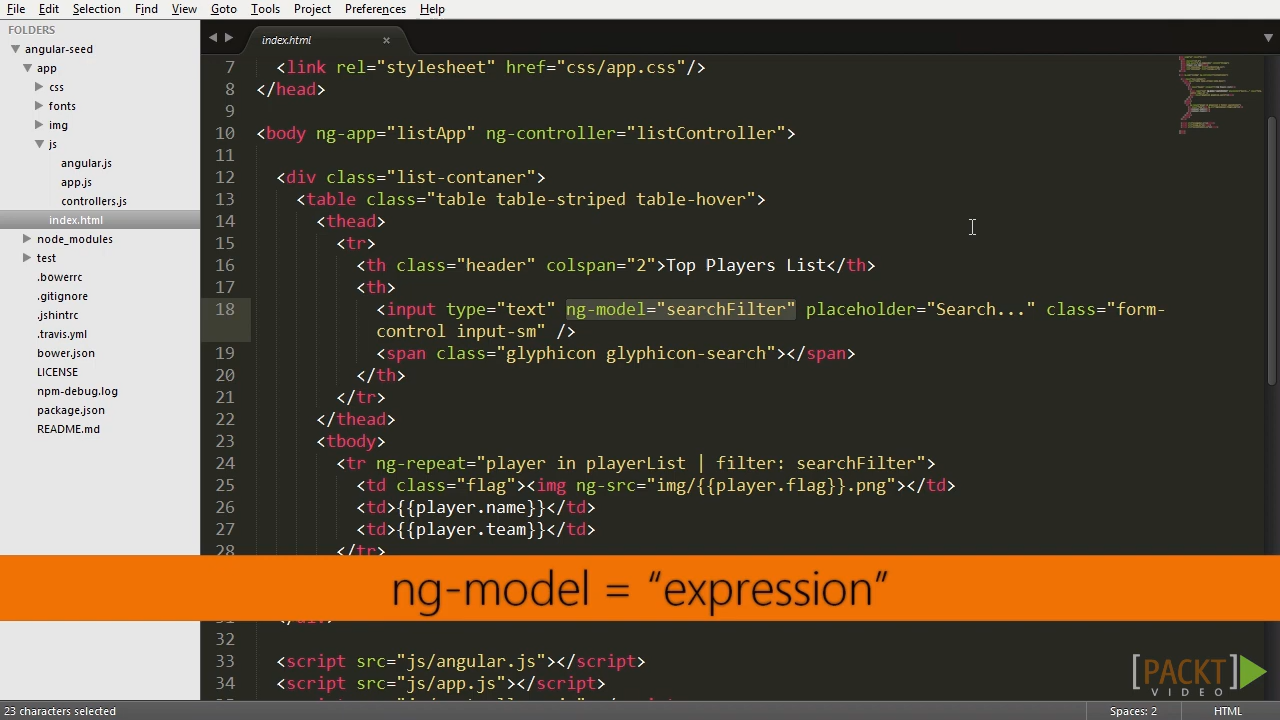 File Edit Selection Find View Goto Tools Project Preferences Help
FOLDERS
angular-seed
app
css
fonts
img
js
angular.js
app.js
controllers.js
index.html
node_modules
test
.bowerrc
.gitignore
.jshintrc
.travis.yml
bower.json
LICENSE
npm-debug.log
package.json
README.md
index.html ×
7 <link rel="stylesheet" href="css/app.css"/>
8 </head>
9
10 <body ng-app="listApp" ng-controller="listController">
11
12 <div class="list-contaner">
13 <table class="table table-striped table-hover">
14 <thead>
15 <tr>
16 <th class="header" colspan="2">Top Players List</th>
17 <th>
18 <input type="text" ng-model="searchFilter" placeholder="Search..." class="form-
control input-sm" />
19 <span class="glyphicon glyphicon-search"></span>
20 </th>
21 </tr>
22 </thead>
23 <tbody>
24 <tr ng-repeat="player in playerList | filter: searchFilter">
25 <td class="flag"><img ng-src="img/{{player.flag}}.png"></td>
26 <td>{{player.name}}</td>
27 <td>{{player.team}}</td>
28 </tr>
ng-model = “expression”
32
33 <script src="js/angular.js"></script>
34 <script src="js/app.js"></script>
[PACKT]
VIDEO
23 characters selected
Spaces: 2
HTML